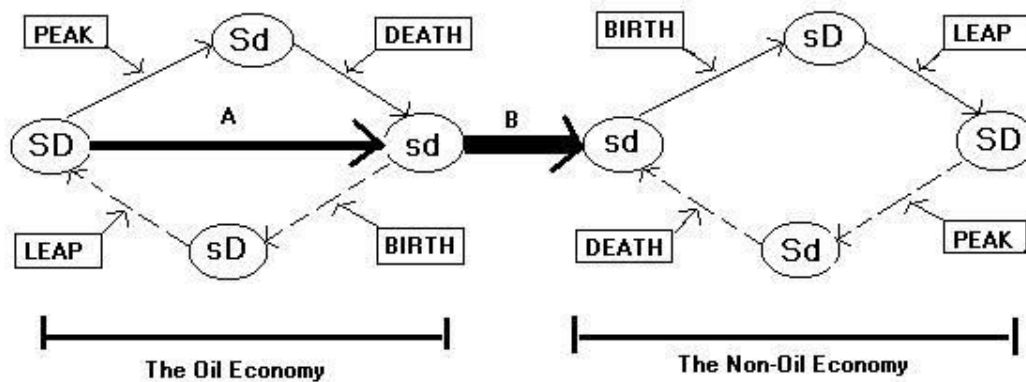 PEAK
Sd
DEATH
BIRTH
sD
LEAP
A
B
SD
sd
sd
SD
LEAP
sD
BIRTH
DEATH
Sd
PEAK
The Oil Economy
The Non-Oil Economy